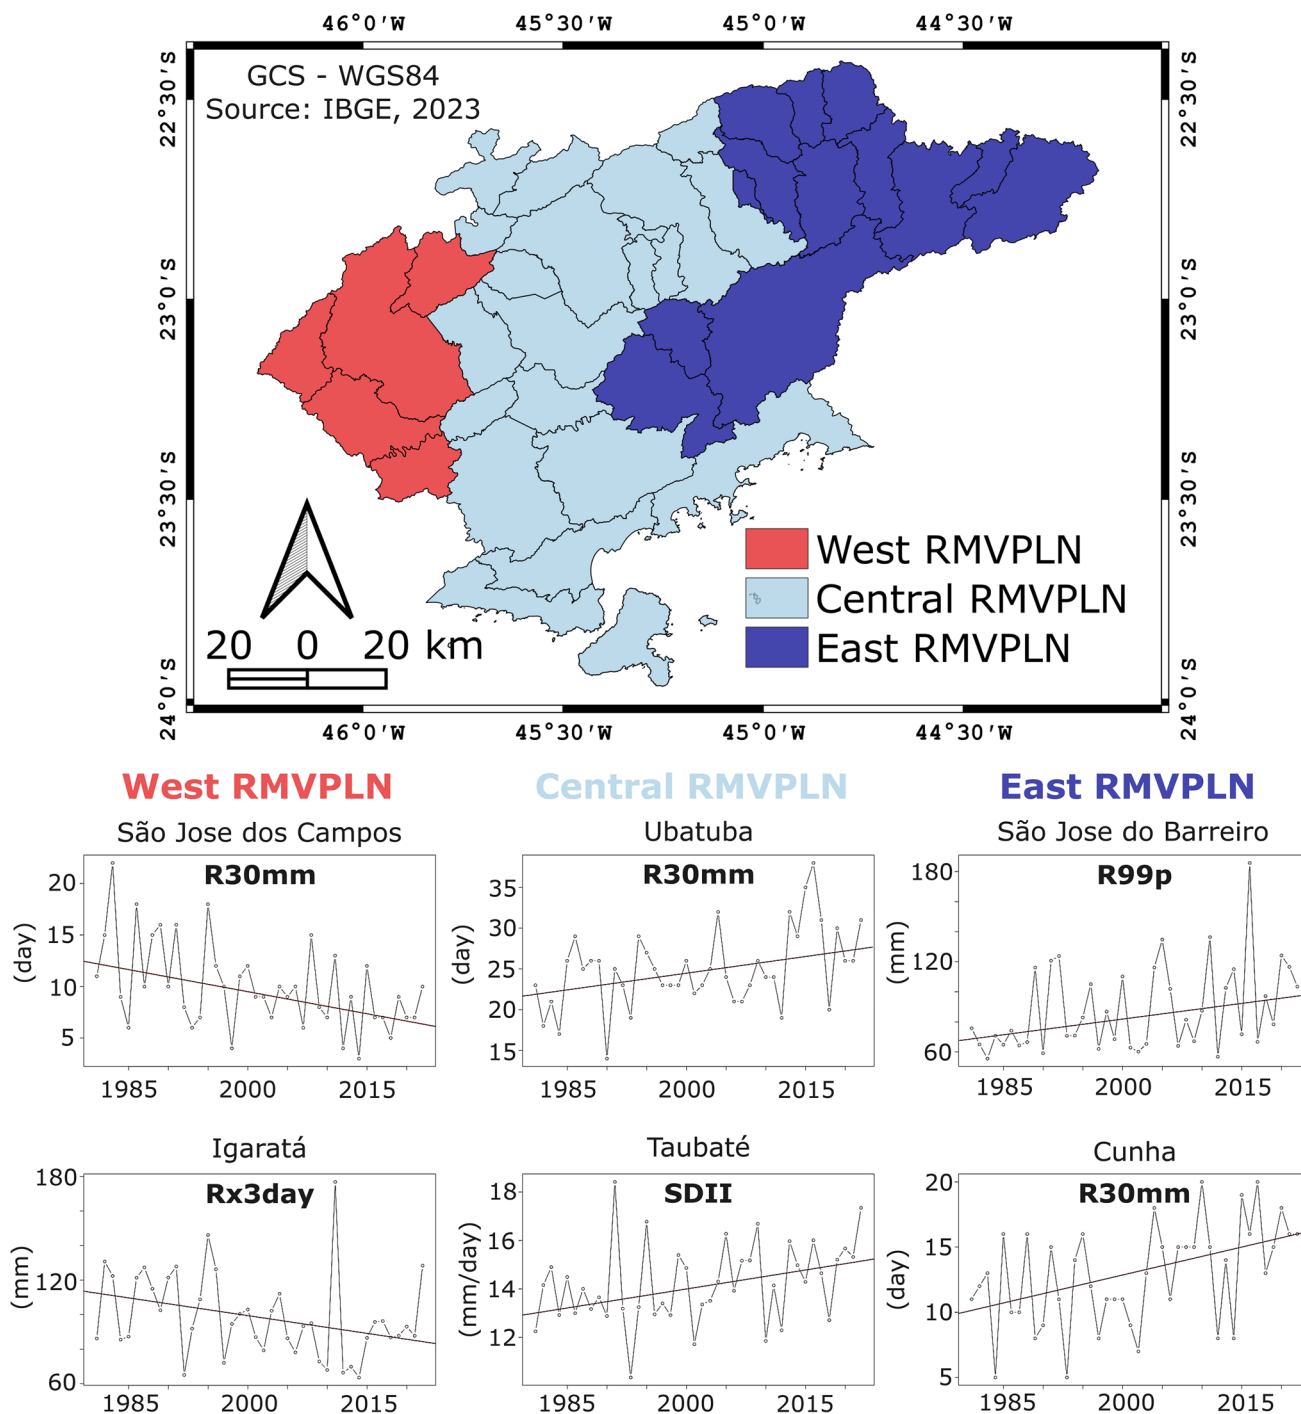 46°0'W 45°30'W 45°0'W 44°30'W
GCS - WGS84
Source: IBGE, 2023
22°30'S 22°30'S
23°0'S 23°0'S
23°30'S 23°30'S
24°0'S 24°0'S
West RMVPLN
Central RMVPLN
East RMVPLN
20 0 20 km
46°0'W 45°30'W 45°0'W 44°30'W
West RMVPLN Central RMVPLN East RMVPLN
São Jose dos Campos Ubatuba São Jose do Barreiro
R30mm
(day)
20
15
10
5
1985 2000 2015
R30mm
(day)
35
30
25
20
15
1985 2000 2015
R99p
(mm)
180
120
60
1985 2000 2015
Igaratá Taubaté Cunha
Rx3day
(mm)
180
120
60
1985 2000 2015
SDII
(mm/day)
18
16
14
12
1985 2000 2015
R30mm
(day)
20
15
10
5
1985 2000 2015